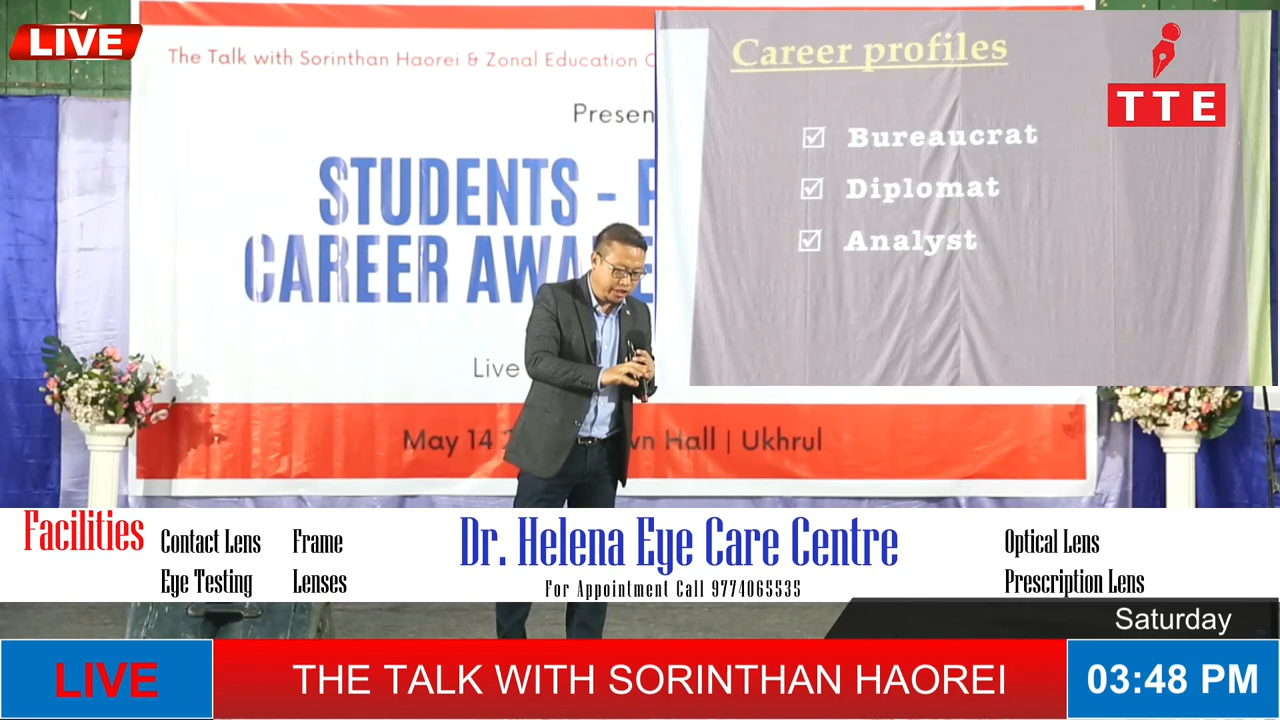 LIVE
The Talk with Sorinthan Haorei & Zonal Education
Presen
STUDENTS -
CAREER AWA
Live
May 14
wn Hall | Ukhrul
Career profiles
☑ Bureaucrat
☑ Diplomat
☑ Analyst
TTE
Facilities
Contact Lens
Eye Testing
Frame
Lenses
Dr. Helena Eye Care Centre
For Appointment Call 9774065535
Optical Lens
Prescription Lens
Saturday
LIVE
THE TALK WITH SORINTHAN HAOREI
03:48 PM